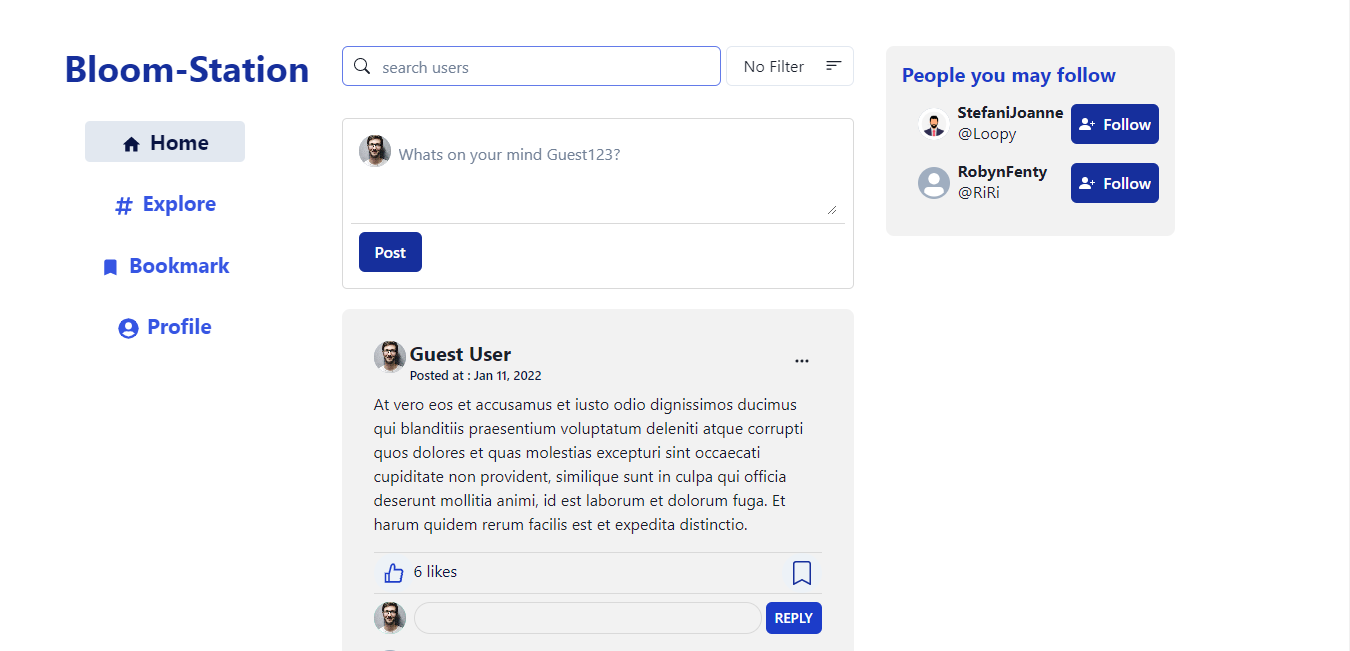 Bloom-Station
Home
Explore
Bookmark
Profile
search users
No Filter
Whats on your mind Guest123?
Post
Guest User
Posted at : Jan 11, 2022
At vero eos et accusamus et iusto odio dignissimos ducimus
qui blanditiis praesentium voluptatum deleniti atque corrupti
quos dolores et quas molestias excepturi sint occaecati
cupiditate non provident, similique sunt in culpa qui officia
deserunt mollitia animi, id est laborum et dolorum fuga. Et
harum quidem rerum facilis est et expedita distinctio.
6 likes
REPLY
People you may follow
StefaniJoanne
@Loopy
Follow
RobynFenty
@RiRi
Follow